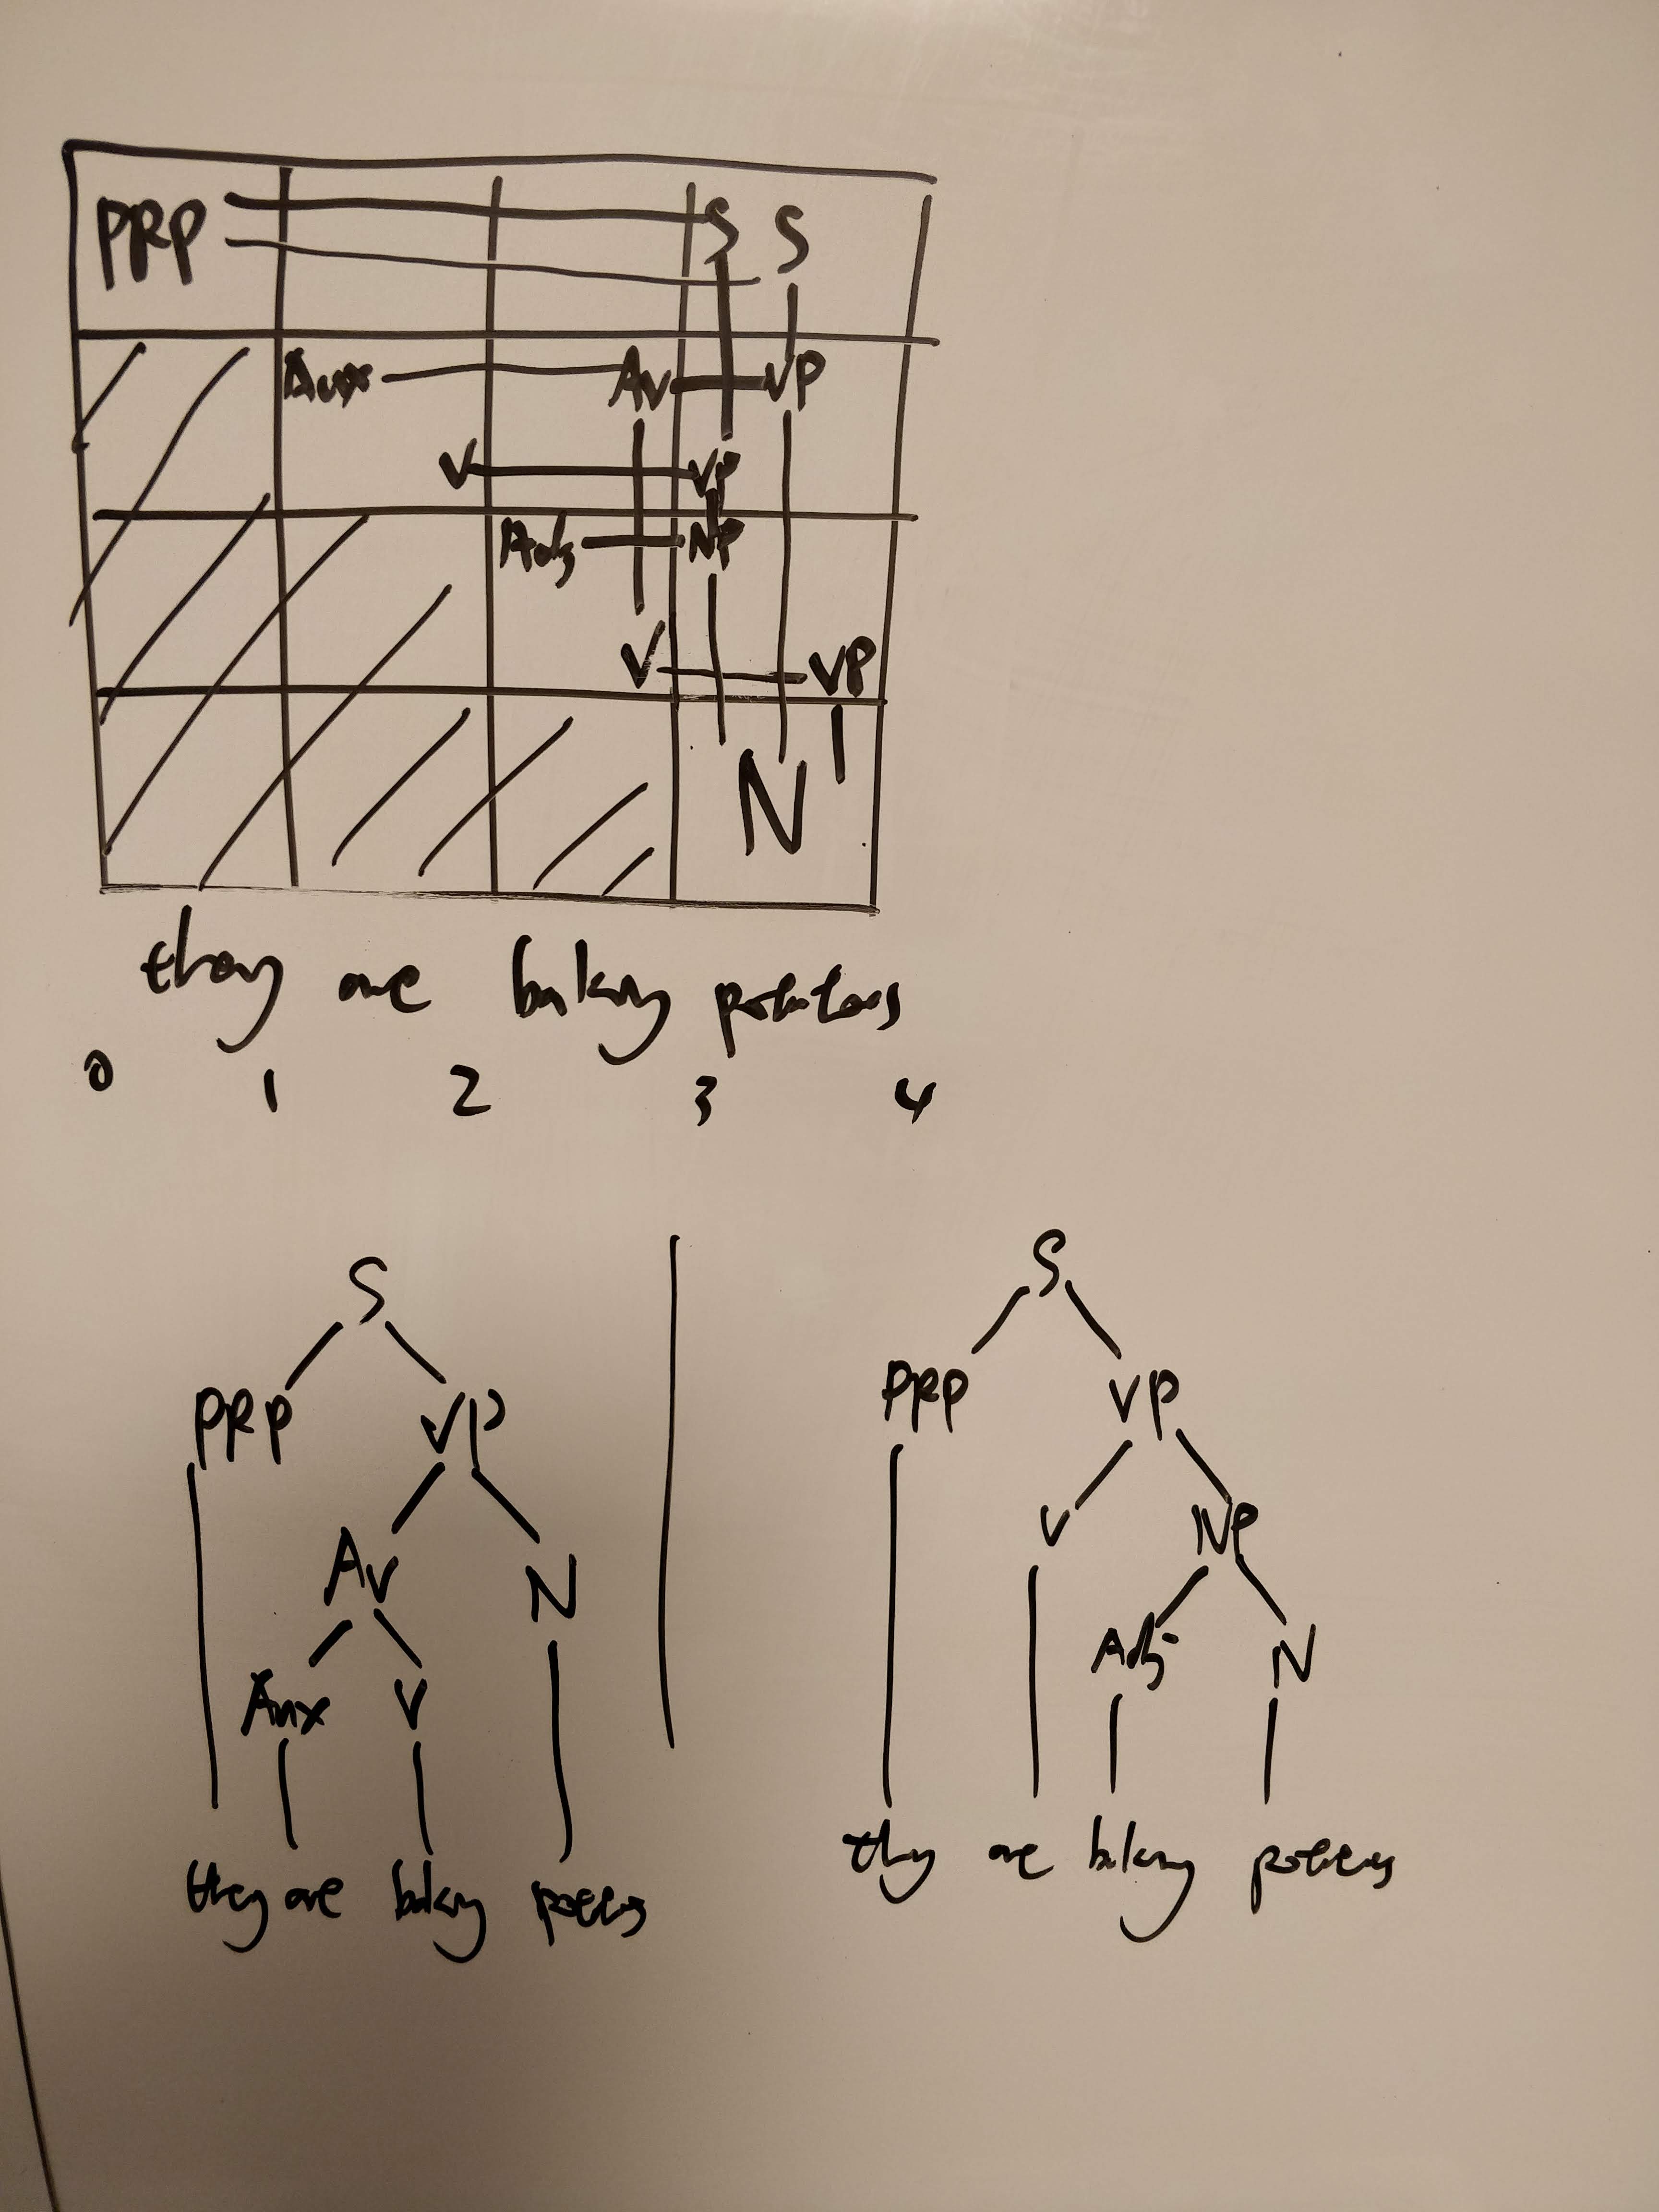 PRP S S
Aux Av VP
V VP
Adj NP
V VP
N
they are baking potatoes
0 1 2 3 4
S
PRP VP
Av N
Aux V
they are baking potatoes
S
PRP VP
V NP
Adj N
they are baking potatoes